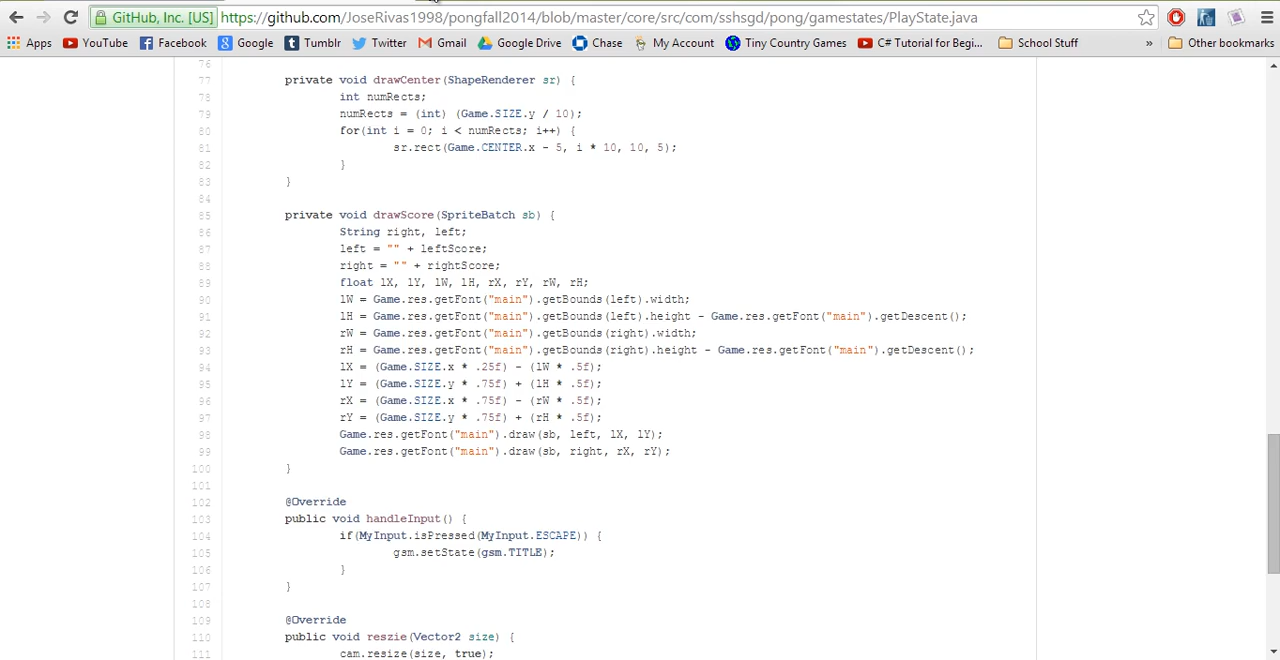 GitHub, Inc. [US] https://github.com/JoseRivas1998/pongfall2014/blob/master/core/src/com/sshsgd/pong/gamestates/PlayState.java
Apps YouTube Facebook Google Tumblr Twitter Gmail Google Drive Chase My Account Tiny Country Games C# Tutorial for Begi... School Stuff » Other bookmarks
76
77 private void drawCenter(ShapeRenderer sr) {
78 int numRects;
79 numRects = (int) (Game.SIZE.y / 10);
80 for(int i = 0; i < numRects; i++) {
81 sr.rect(Game.CENTER.x - 5, i * 10, 10, 5);
82 }
83 }
84
85 private void drawScore(SpriteBatch sb) {
86 String right, left;
87 left = "" + leftScore;
88 right = "" + rightScore;
89 float lX, lY, lW, lH, rX, rY, rW, rH;
90 lW = Game.res.getFont("main").getBounds(left).width;
91 lH = Game.res.getFont("main").getBounds(left).height - Game.res.getFont("main").getDescent();
92 rW = Game.res.getFont("main").getBounds(right).width;
93 rH = Game.res.getFont("main").getBounds(right).height - Game.res.getFont("main").getDescent();
94 lX = (Game.SIZE.x * .25f) - (lW * .5f);
95 lY = (Game.SIZE.y * .75f) + (lH * .5f);
96 rX = (Game.SIZE.x * .75f) - (rW * .5f);
97 rY = (Game.SIZE.y * .75f) + (rH * .5f);
98 Game.res.getFont("main").draw(sb, left, lX, lY);
99 Game.res.getFont("main").draw(sb, right, rX, rY);
100 }
101
102 @Override
103 public void handleInput() {
104 if(MyInput.isPressed(MyInput.ESCAPE)) {
105 gsm.setState(gsm.TITLE);
106 }
107 }
108
109 @Override
110 public void reszie(Vector2 size) {
111 cam.resize(size, true);